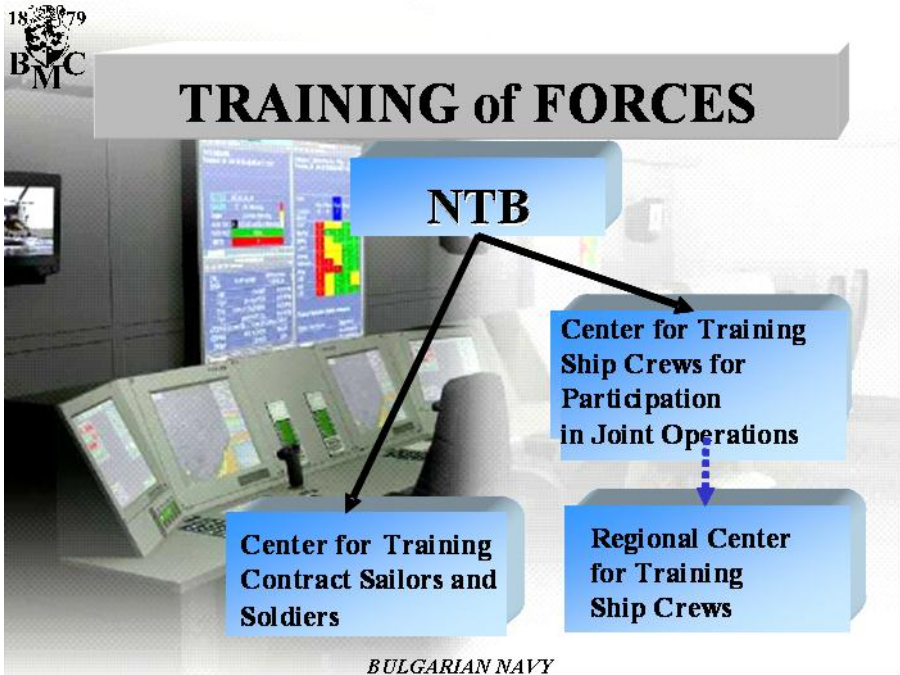 18 79
BMC
TRAINING of FORCES
NTB
Center for Training
Ship Crews for
Participation
in Joint Operations
Center for Training
Contract Sailors and
Soldiers
Regional Center
for Training
Ship Crews
BULGARIAN NAVY